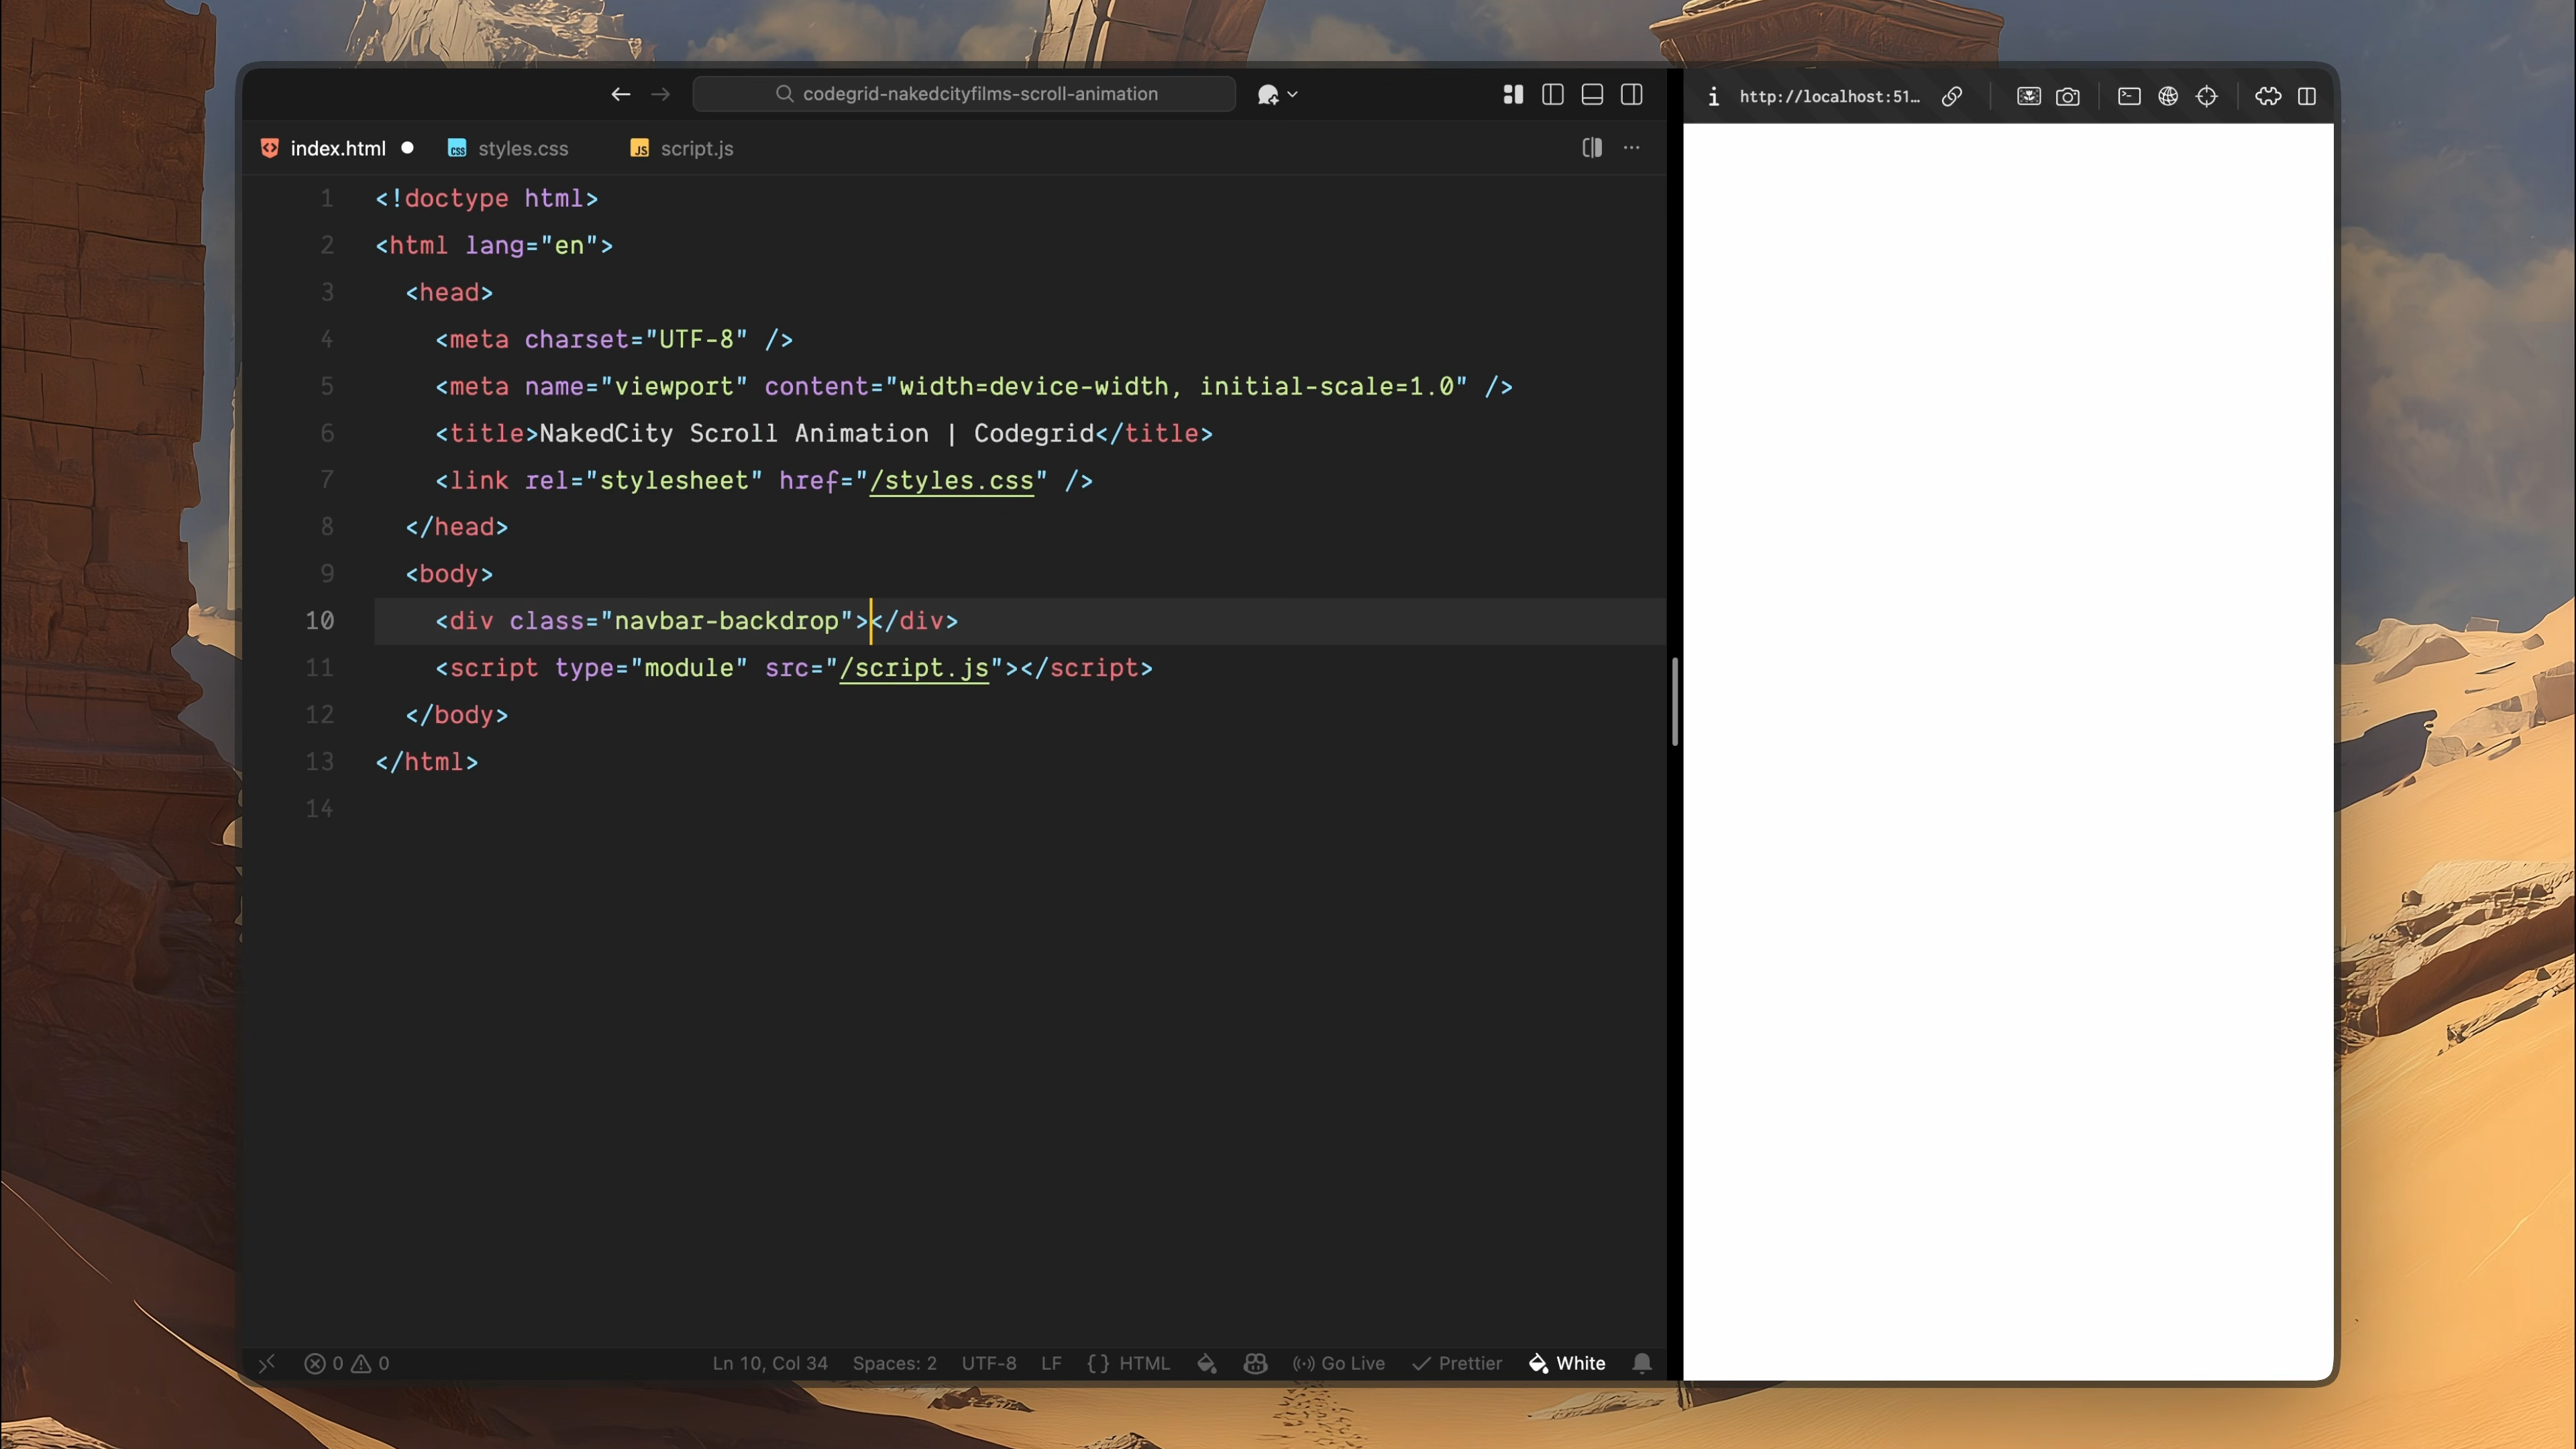 codegrid-nakedcityfilms-scroll-animation
http://localhost:51…
index.html
styles.css
script.js
1 <!doctype html>
2 <html lang="en">
3 <head>
4 <meta charset="UTF-8" />
5 <meta name="viewport" content="width=device-width, initial-scale=1.0" />
6 <title>NakedCity Scroll Animation | Codegrid</title>
7 <link rel="stylesheet" href="/styles.css" />
8 </head>
9 <body>
10 <div class="navbar-backdrop"></div>
11 <script type="module" src="/script.js"></script>
12 </body>
13 </html>
14
0 0 Ln 10, Col 34 Spaces: 2 UTF-8 LF {} HTML Go Live Prettier White